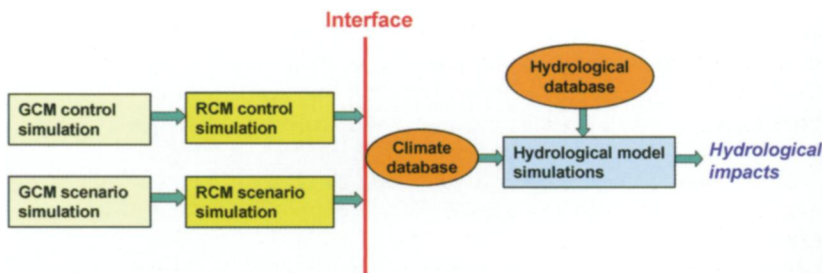 Interface
GCM control
simulation
RCM control
simulation
GCM scenario
simulation
RCM scenario
simulation
Climate
database
Hydrological
database
Hydrological model
simulations
Hydrological
impacts